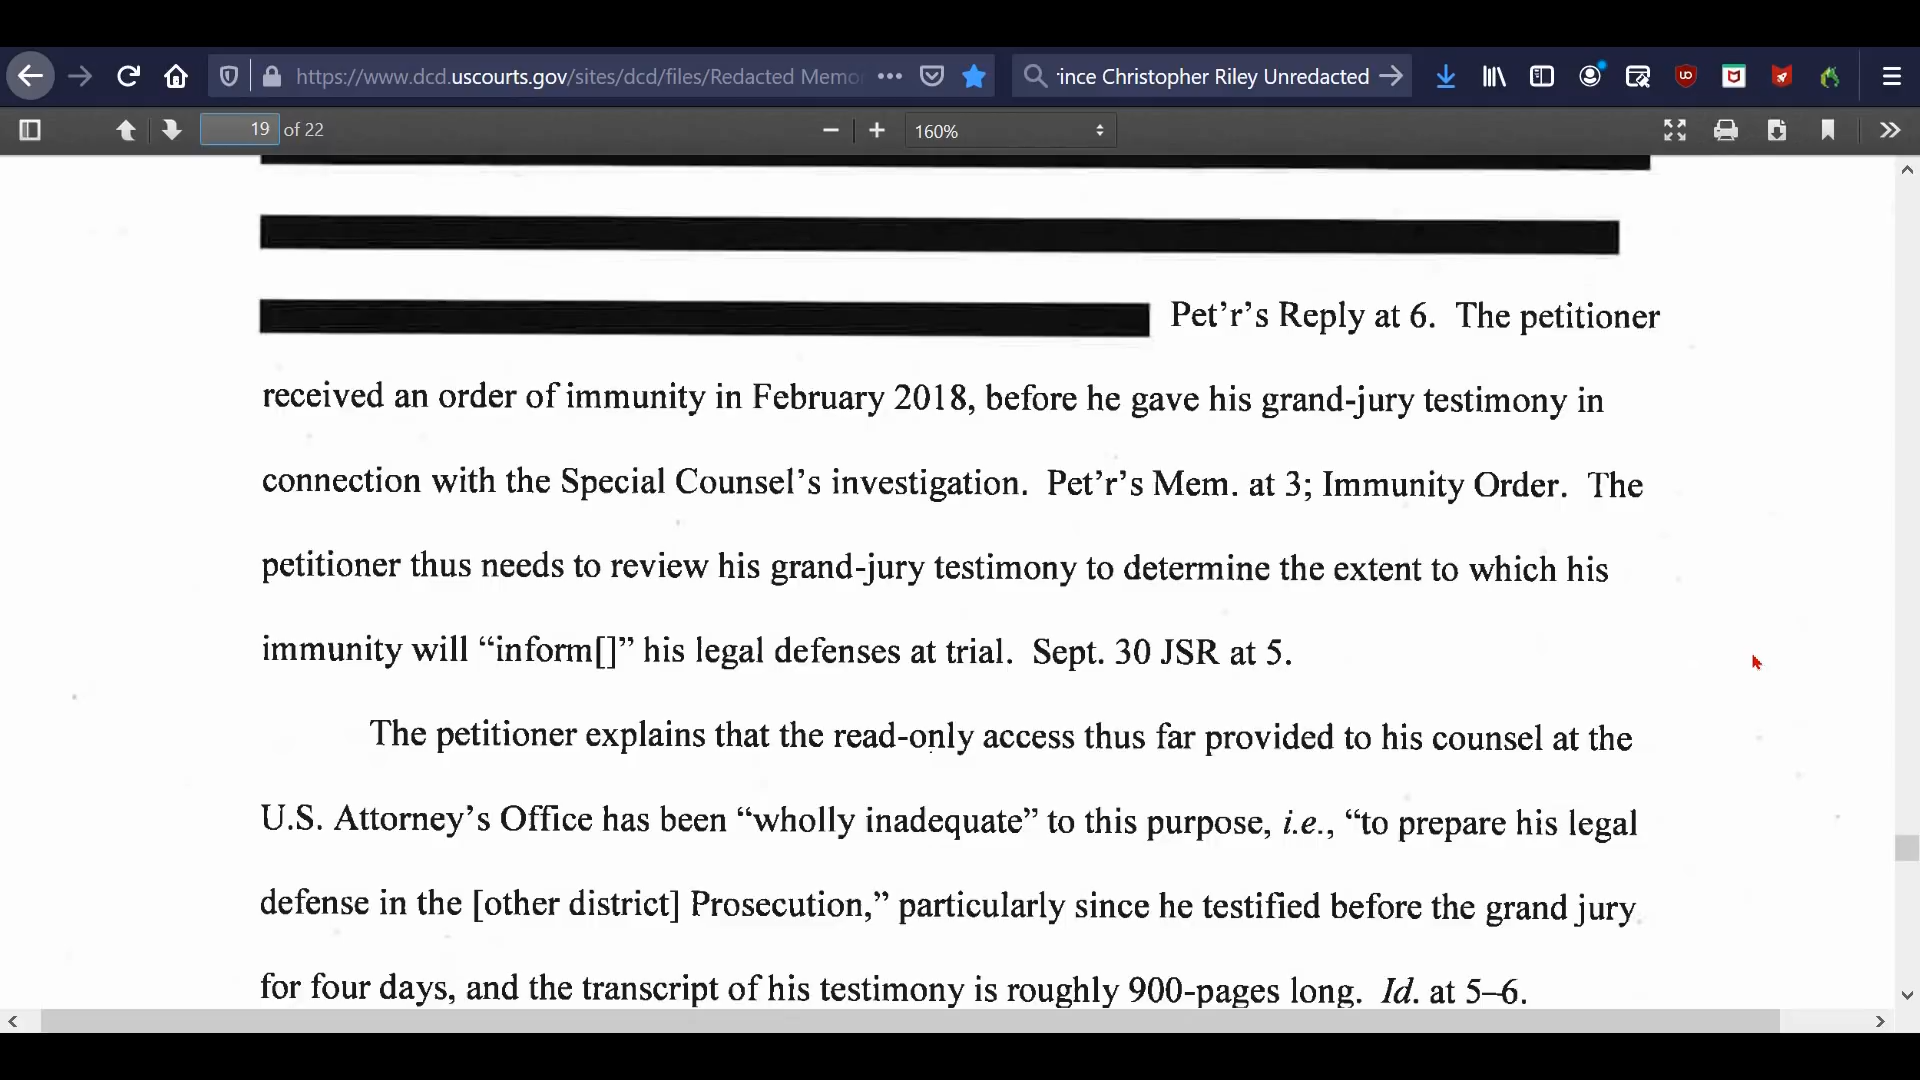 https://www.dcd.uscourts.gov/sites/dcd/files/Redacted Memo
ince Christopher Riley Unredacted
19 of 22
160%
Pet’r’s Reply at 6. The petitioner
received an order of immunity in February 2018, before he gave his grand-jury testimony in
connection with the Special Counsel’s investigation. Pet’r’s Mem. at 3; Immunity Order. The
petitioner thus needs to review his grand-jury testimony to determine the extent to which his
immunity will “inform[]” his legal defenses at trial. Sept. 30 JSR at 5.
The petitioner explains that the read-only access thus far provided to his counsel at the
U.S. Attorney’s Office has been “wholly inadequate” to this purpose, i.e., “to prepare his legal
defense in the [other district] Prosecution,” particularly since he testified before the grand jury
for four days, and the transcript of his testimony is roughly 900-pages long. Id. at 5–6.